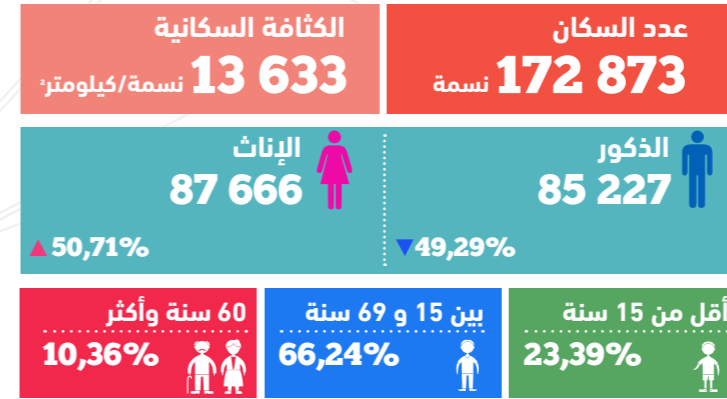 عدد السكان
172 873 نسمة
الكثافة السكانية
13 633 نسمة/كيلومتر²
الذكور
85 227
49,29%
الإناث
87 666
50,71%
أقل من 15 سنة
23,39%
بين 15 و 69 سنة
66,24%
60 سنة وأكثر
10,36%